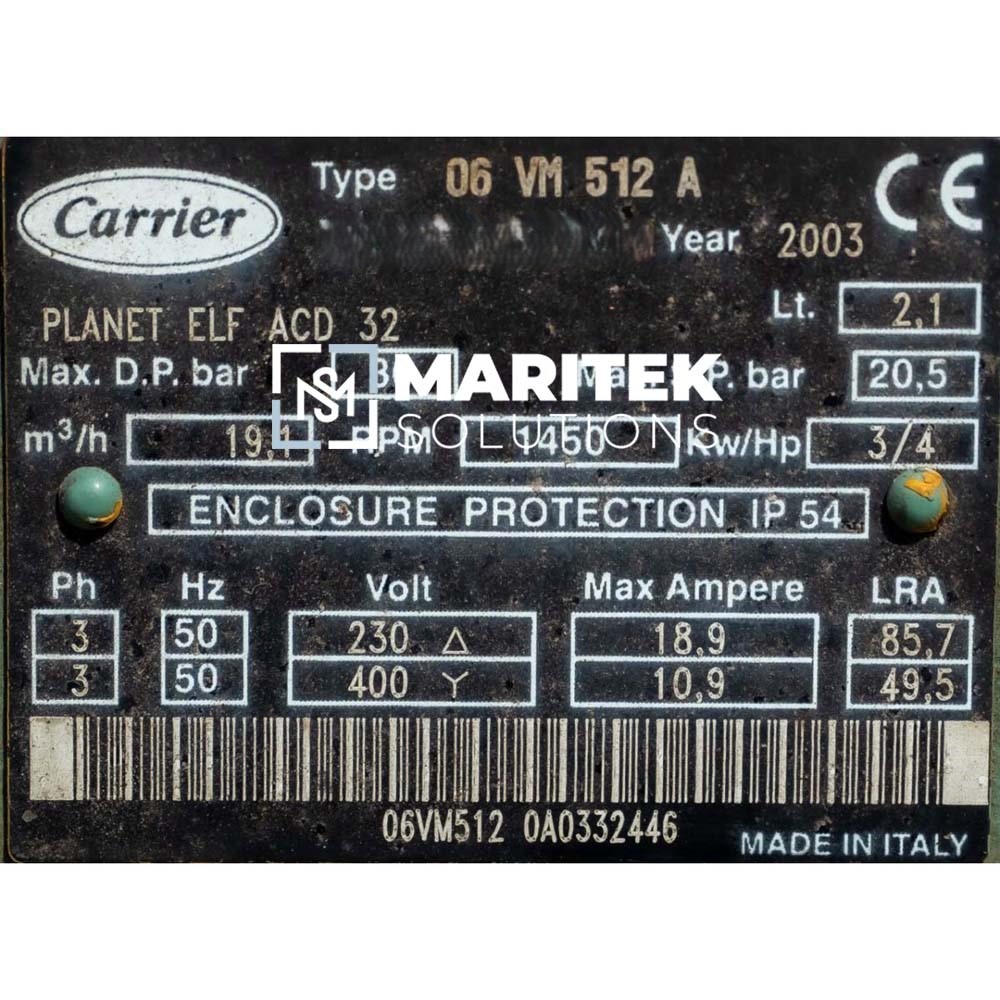 Carrier
Type 06 VM 512 A
CE
Year 2003
PLANET ELF ACD 32
Lt. 2,1
Max. D.P. bar
P. bar 20,5
MARITEK
SOLUTIONS
m³/h 19,1 RPM 1450 Kw/Hp 3/4
ENCLOSURE PROTECTION IP 54
Ph Hz Volt Max Ampere LRA
3 50 230 △ 18,9 85,7
3 50 400 Y 10,9 49,5
06VM512 0A0332446
MADE IN ITALY